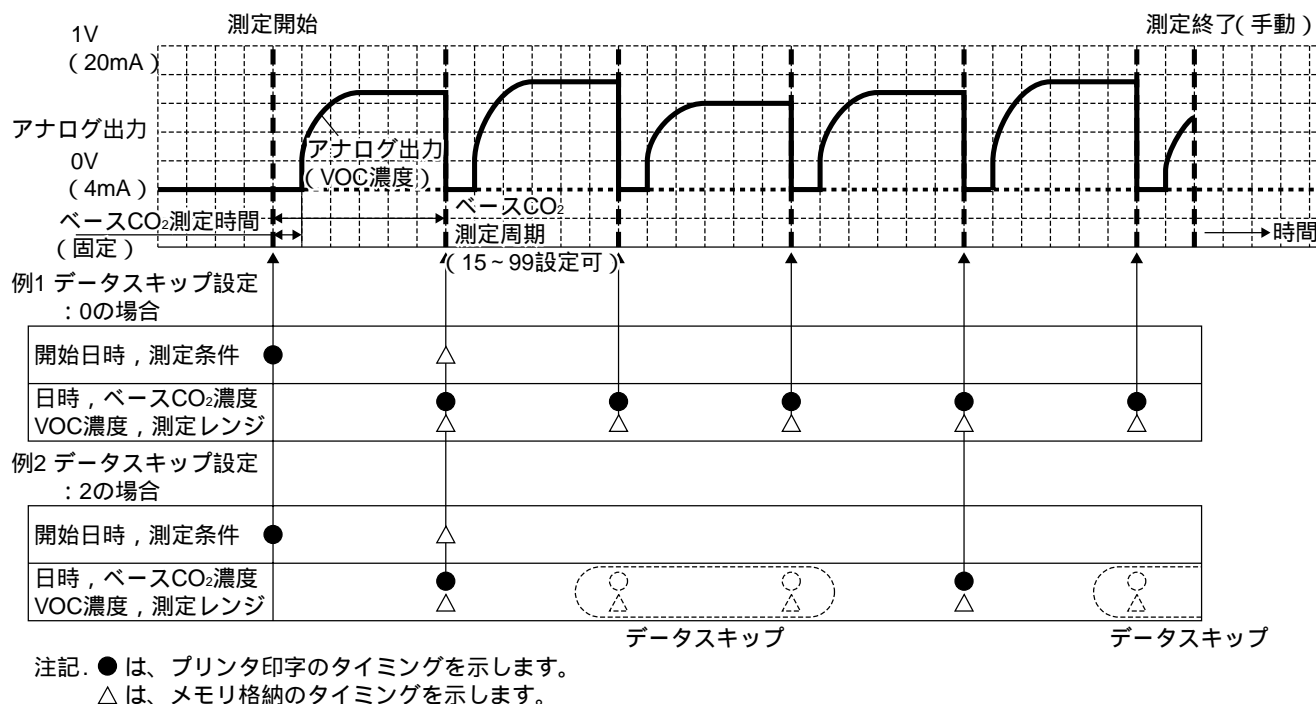 1V
測定開始
測定終了(手動)
(20mA)
アナログ出力
アナログ出力
(VOC濃度)
0V
(4mA)
ベースCO₂測定時間
(固定)
ベースCO₂
測定周期
(15~99設定可)
時間
例1 データスキップ設定
:0の場合
開始日時,測定条件
日時,ベースCO₂濃度
VOC濃度,測定レンジ
例2 データスキップ設定
:2の場合
開始日時,測定条件
日時,ベースCO₂濃度
VOC濃度,測定レンジ
データスキップ
データスキップ
注記. ● は、プリンタ印字のタイミングを示します。
△ は、メモリ格納のタイミングを示します。